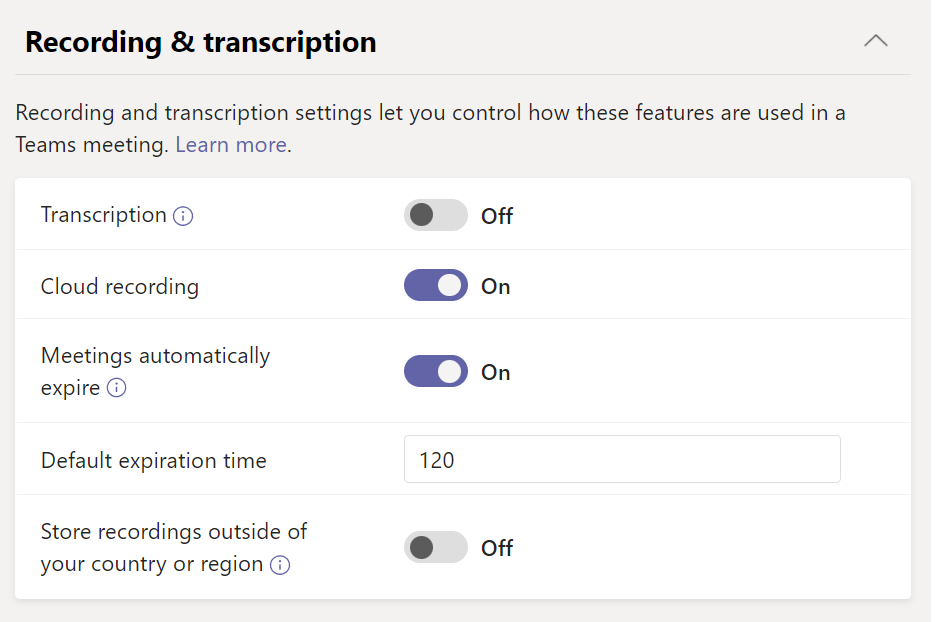 Recording & transcription
Recording and transcription settings let you control how these features are used in a
Teams meeting. Learn more.
Transcription
Off
Cloud recording
On
Meetings automatically
expire
On
Default expiration time
120
Store recordings outside of
your country or region
Off